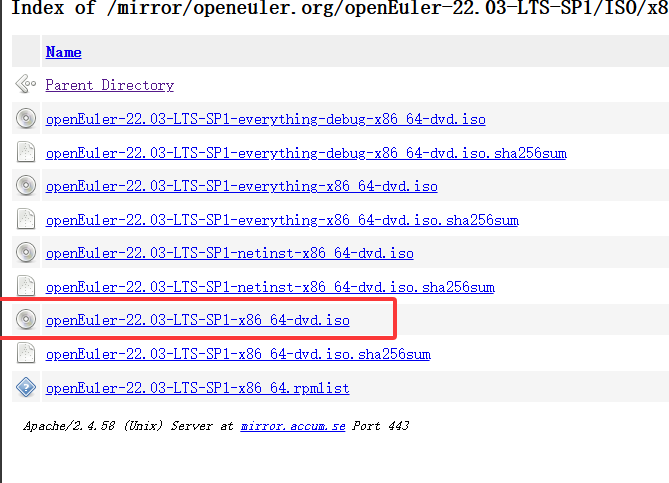 Index of /mirror/openeuler.org/openEuler-22.03-LTS-SP1/ISO/x8
Name
Parent Directory
openEuler-22.03-LTS-SP1-everything-debug-x86_64-dvd.iso
openEuler-22.03-LTS-SP1-everything-debug-x86_64-dvd.iso.sha256sum
openEuler-22.03-LTS-SP1-everything-x86_64-dvd.iso
openEuler-22.03-LTS-SP1-everything-x86_64-dvd.iso.sha256sum
openEuler-22.03-LTS-SP1-netinst-x86_64-dvd.iso
openEuler-22.03-LTS-SP1-netinst-x86_64-dvd.iso.sha256sum
openEuler-22.03-LTS-SP1-x86_64-dvd.iso
openEuler-22.03-LTS-SP1-x86_64-dvd.iso.sha256sum
openEuler-22.03-LTS-SP1-x86_64.rpmlist
Apache/2.4.58 (Unix) Server at mirror.accum.se Port 443